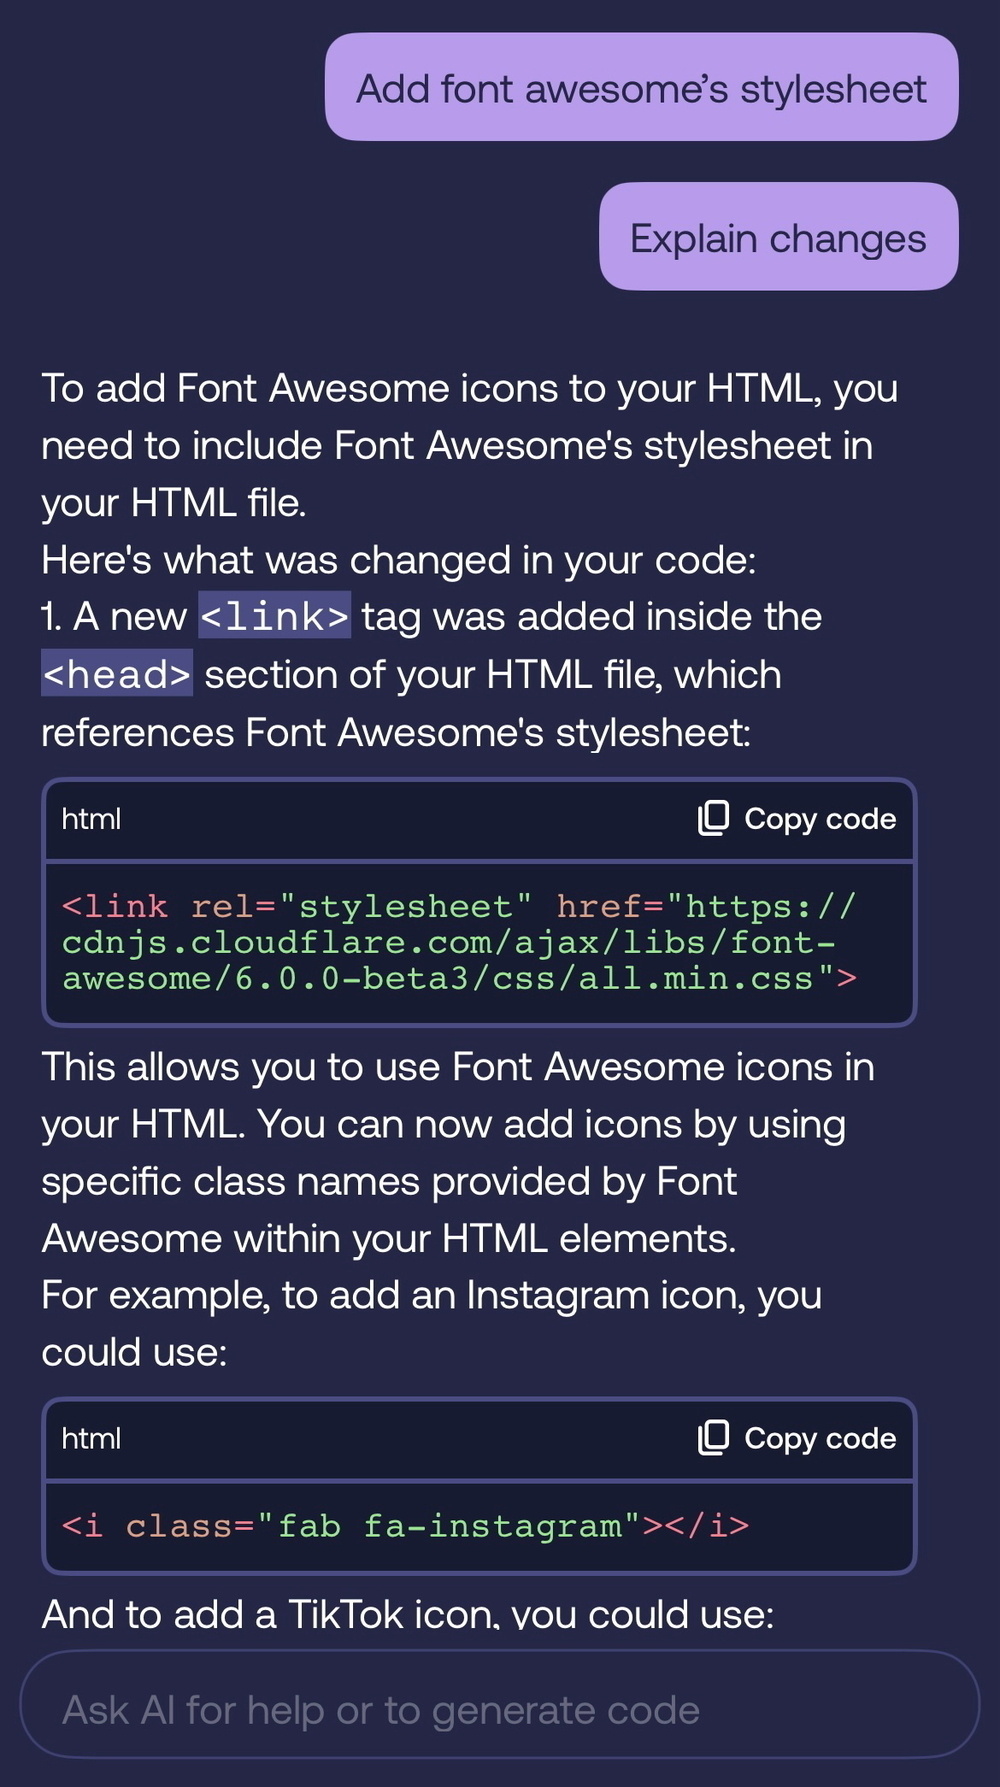 Add font awesome’s stylesheet
Explain changes
To add Font Awesome icons to your HTML, you
need to include Font Awesome's stylesheet in
your HTML file.
Here's what was changed in your code:
1. A new <link> tag was added inside the
<head> section of your HTML file, which
references Font Awesome's stylesheet:
html
Copy code
<link rel="stylesheet" href="https://
cdnjs.cloudflare.com/ajax/libs/font-
awesome/6.0.0-beta3/css/all.min.css">
This allows you to use Font Awesome icons in
your HTML. You can now add icons by using
specific class names provided by Font
Awesome within your HTML elements.
For example, to add an Instagram icon, you
could use:
html
Copy code
<i class="fab fa-instagram"></i>
And to add a TikTok icon, you could use:
Ask AI for help or to generate code